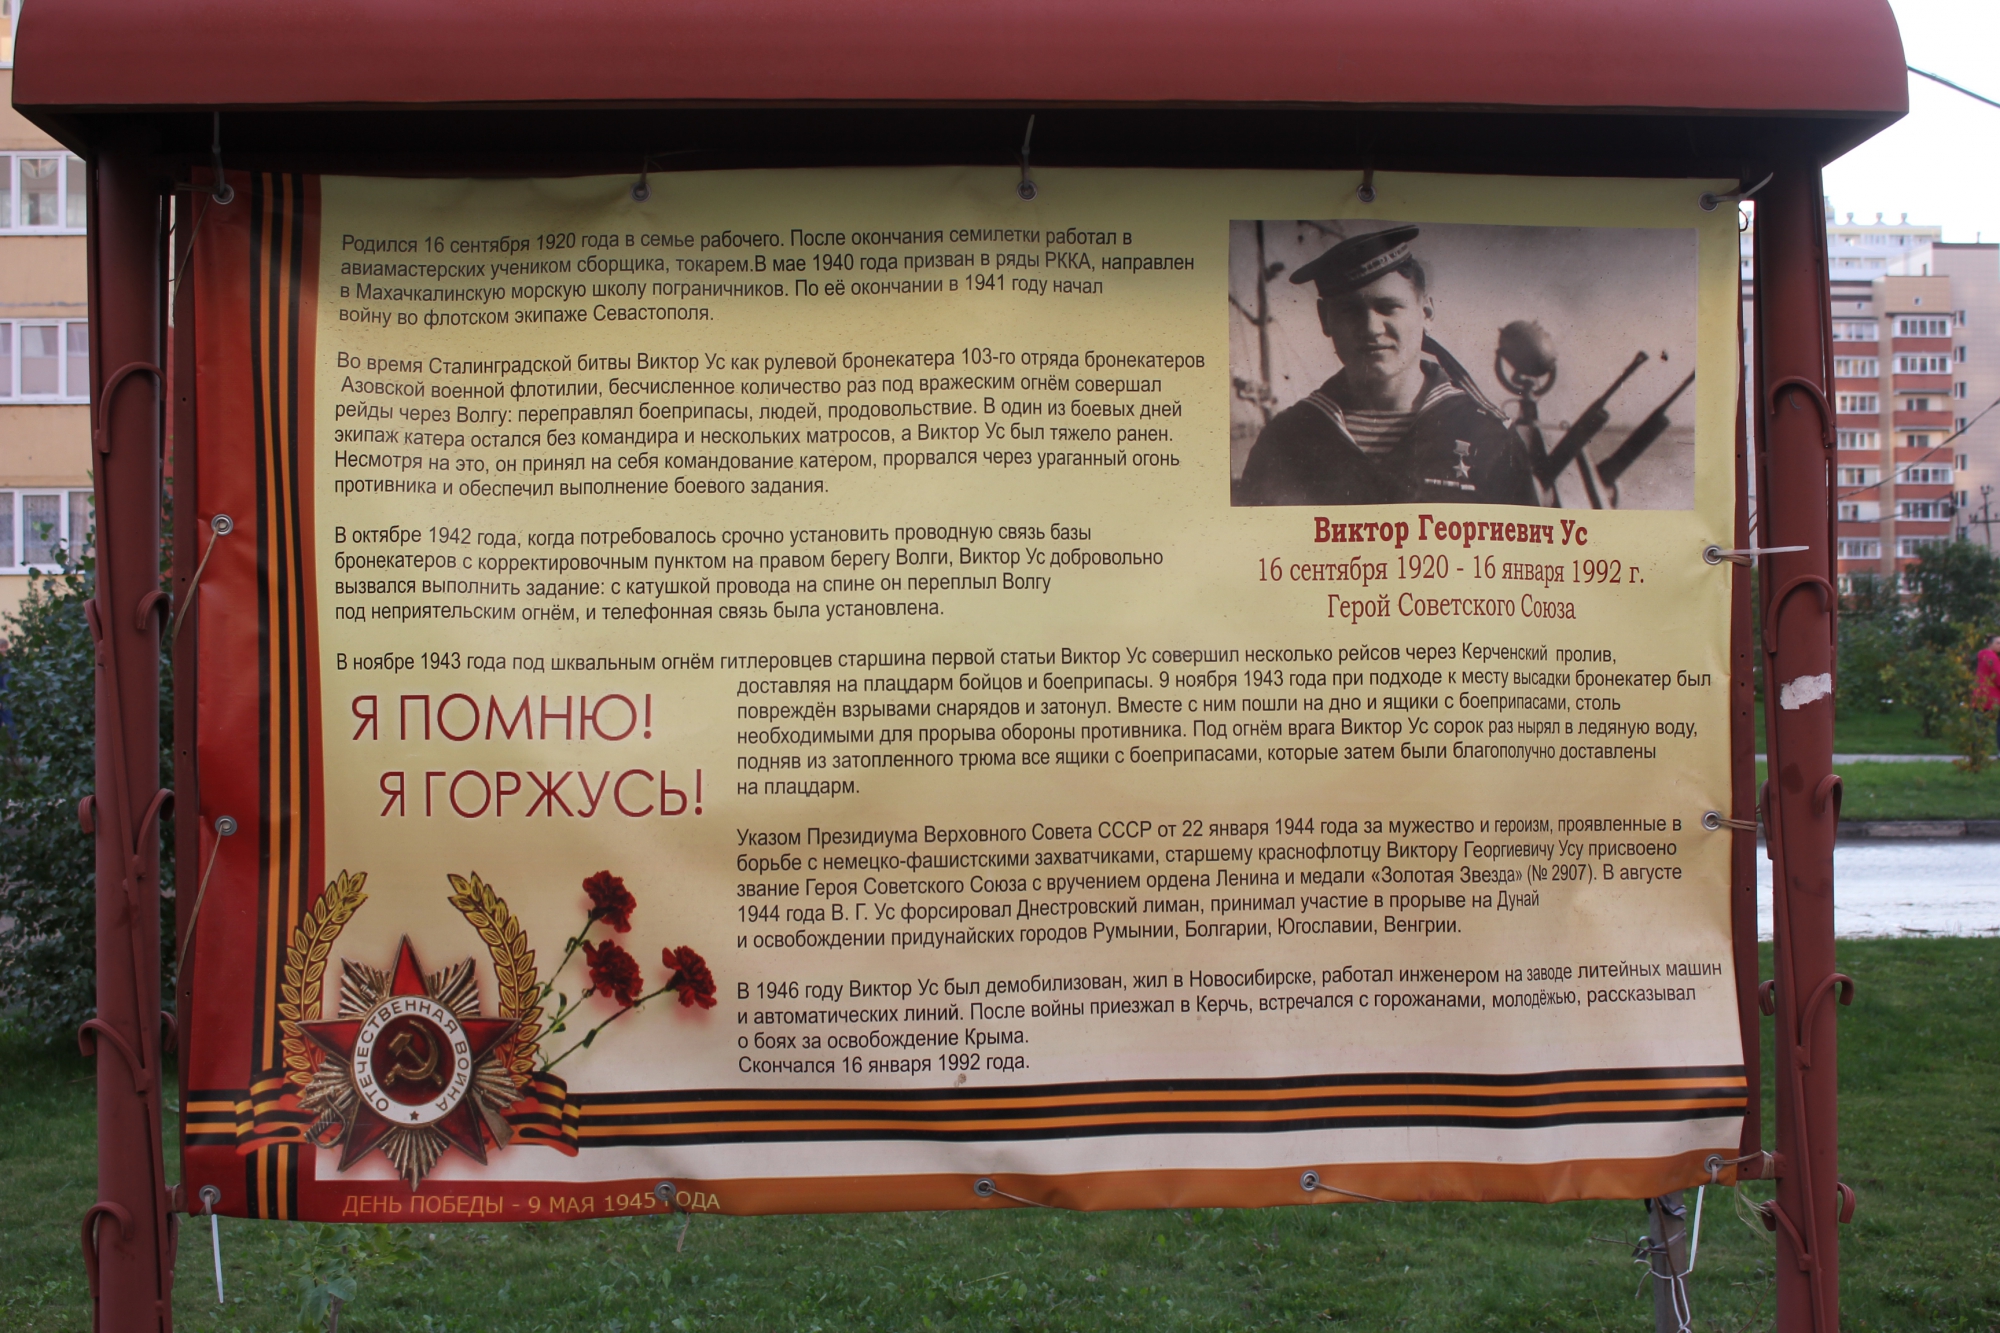 Родился 16 сентября 1920 года в семье рабочего. После окончания семилетки работал в
авиамастерских учеником сборщика, токарем.В мае 1940 года призван в ряды РККА, направлен
в Махачкалинскую морскую школу пограничников. По её окончании в 1941 году начал
войну во флотском экипаже Севастополя.
Во время Сталинградской битвы Виктор Ус как рулевой бронекатера 103-го отряда бронекатеров
Азовской военной флотилии, бесчисленное количество раз под вражеским огнём совершал
рейды через Волгу: переправлял боеприпасы, людей, продовольствие. В один из боевых дней
экипаж катера остался без командира и нескольких матросов, а Виктор Ус был тяжело ранен.
Несмотря на это, он принял на себя командование катером, прорвался через ураганный огонь
противника и обеспечил выполнение боевого задания.
В октябре 1942 года, когда потребовалось срочно установить проводную связь базы
бронекатеров с корректировочным пунктом на правом берегу Волги, Виктор Ус добровольно
вызвался выполнить задание: с катушкой провода на спине он переплыл Волгу
под неприятельским огнём, и телефонная связь была установлена.
Виктор Георгиевич Ус
16 сентября 1920 - 16 января 1992 г.
Герой Советского Союза
В ноябре 1943 года под шквальным огнём гитлеровцев старшина первой статьи Виктор Ус совершил несколько рейсов через Керченский пролив,
доставляя на плацдарм бойцов и боеприпасы. 9 ноября 1943 года при подходе к месту высадки бронекатер был
повреждён взрывами снарядов и затонул. Вместе с ним пошли на дно и ящики с боеприпасами, столь
необходимыми для прорыва обороны противника. Под огнём врага Виктор Ус сорок раз нырял в ледяную воду,
подняв из затопленного трюма все ящики с боеприпасами, которые затем были благополучно доставлены
на плацдарм.
Я ПОМНЮ!
Я ГОРЖУСЬ!
Указом Президиума Верховного Совета СССР от 22 января 1944 года за мужество и героизм, проявленные в
борьбе с немецко-фашистскими захватчиками, старшему краснофлотцу Виктору Георгиевичу Усу присвоено
звание Героя Советского Союза с вручением ордена Ленина и медали «Золотая Звезда» (№ 2907). В августе
1944 года В. Г. Ус форсировал Днестровский лиман, принимал участие в прорыве на Дунай
и освобождении придунайских городов Румынии, Болгарии, Югославии, Венгрии.
В 1946 году Виктор Ус был демобилизован, жил в Новосибирске, работал инженером на заводе литейных машин
и автоматических линий. После войны приезжал в Керчь, встречался с горожанами, молодёжью, рассказывал
о боях за освобождение Крыма.
Скончался 16 января 1992 года.
ОТЕЧЕСТВЕННАЯ ВОЙНА
ДЕНЬ ПОБЕДЫ - 9 МАЯ 1945 ГОДА